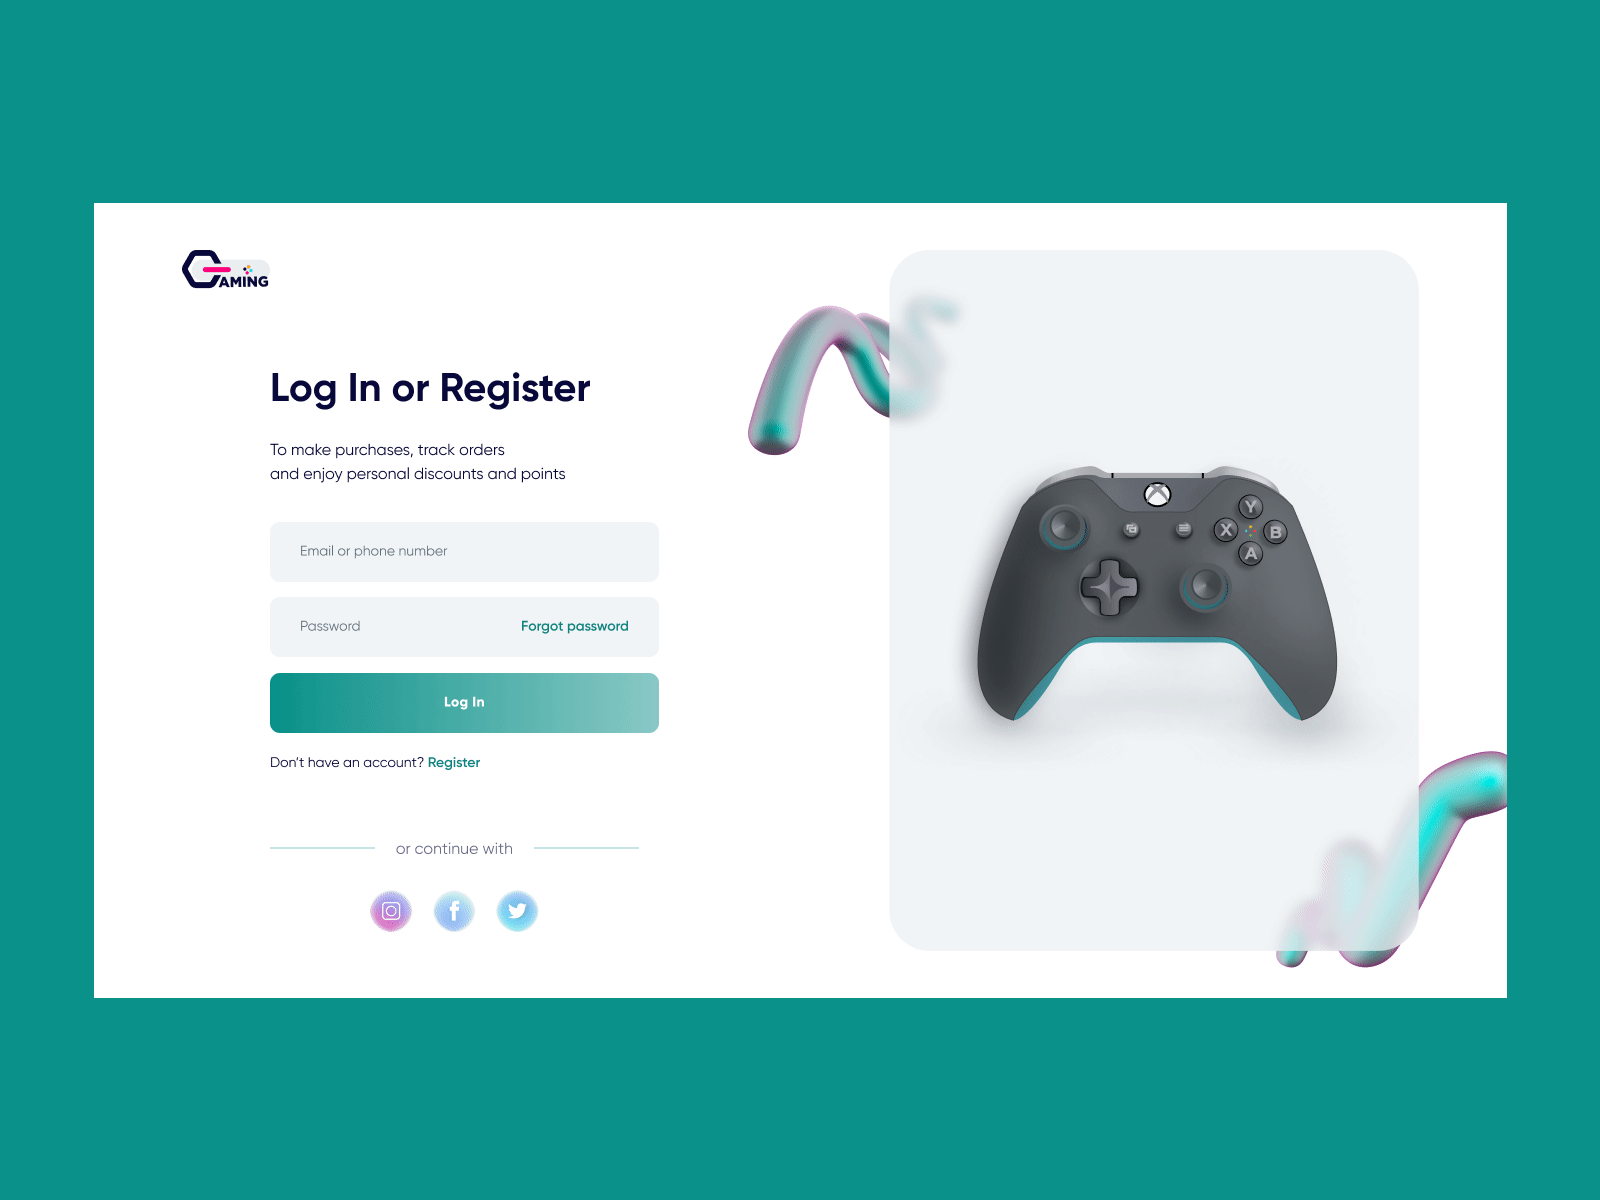 GAMING
Log In or Register
To make purchases, track orders
and enjoy personal discounts and points
Email or phone number
Password
Forgot password
Log In
Don’t have an account? Register
or continue with
Y
X
B
A